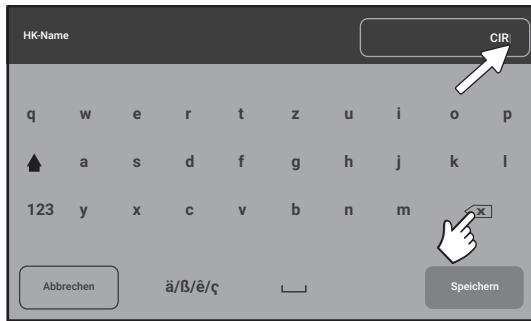 HK-Name CIR
q w e r t z u i o p
a s d f g h j k l
123 y x c v b n m x
Abbrechen ä/ß/ê/ç Speichern